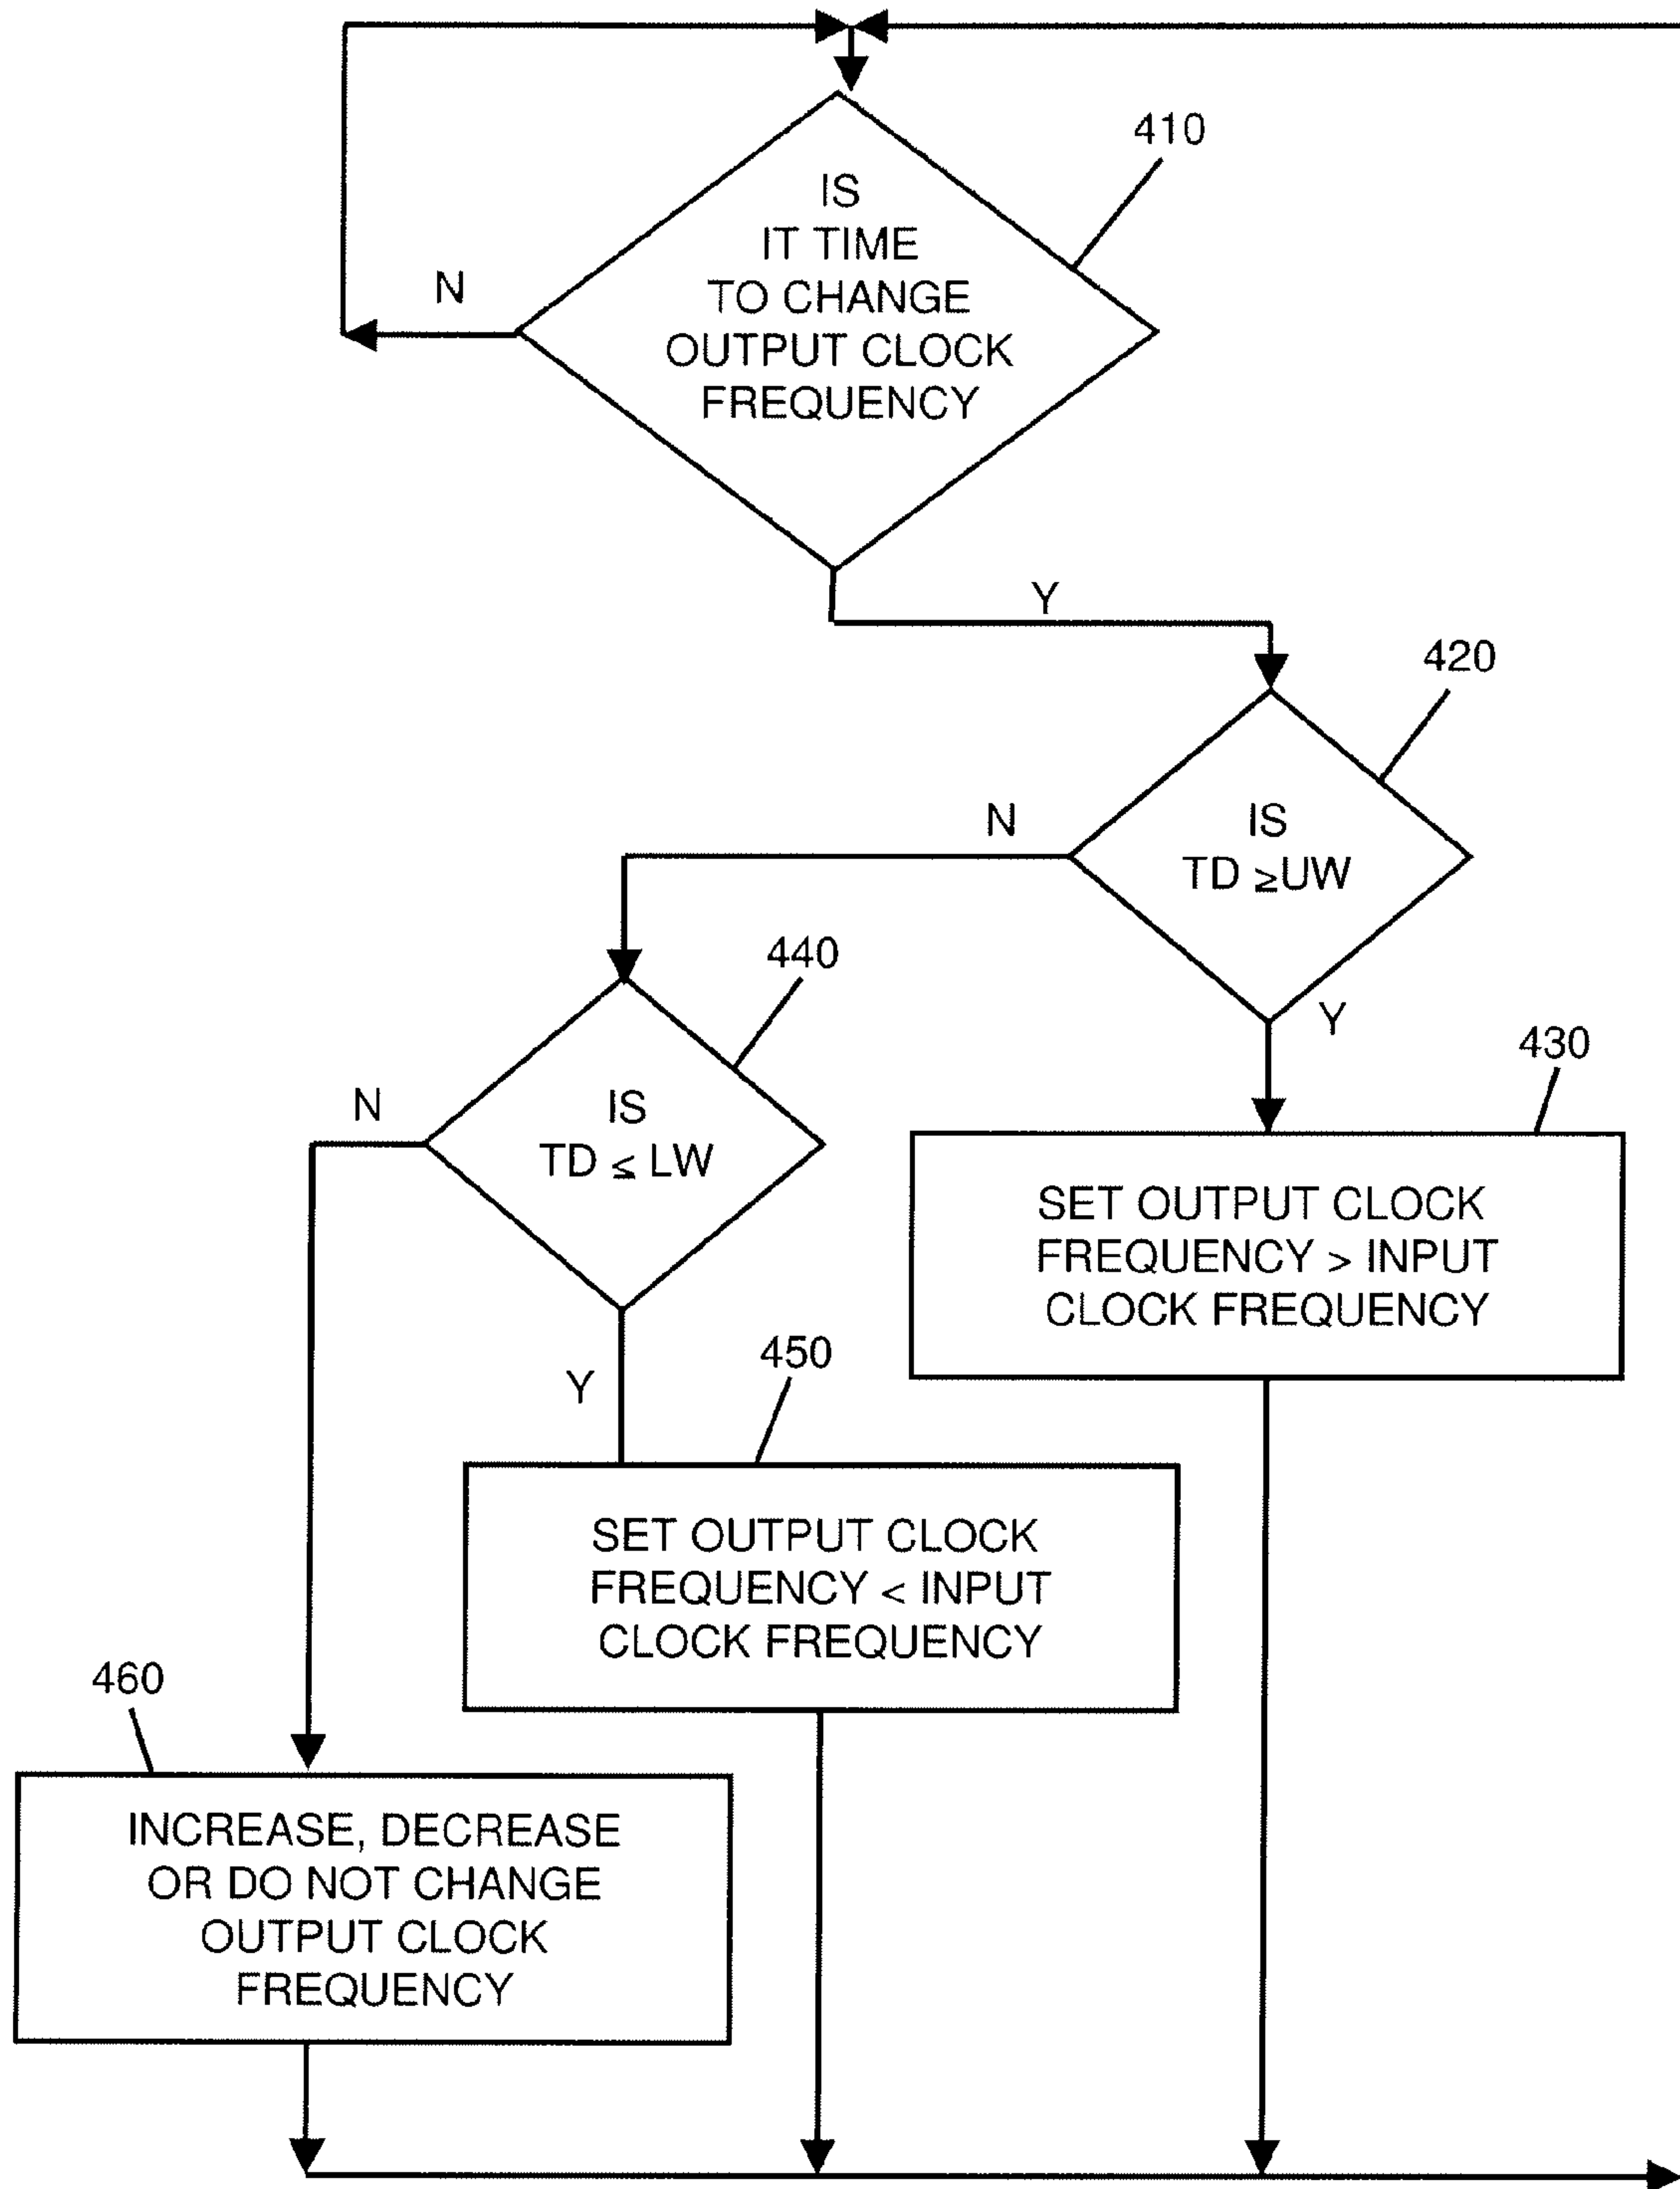 410
IS
IT TIME
TO CHANGE
OUTPUT CLOCK
FREQUENCY
N
Y
420
IS
TD ≥UW
N
Y
440
IS
TD ≤ LW
N
Y
430
SET OUTPUT CLOCK
FREQUENCY > INPUT
CLOCK FREQUENCY
450
SET OUTPUT CLOCK
FREQUENCY < INPUT
CLOCK FREQUENCY
460
INCREASE, DECREASE
OR DO NOT CHANGE
OUTPUT CLOCK
FREQUENCY